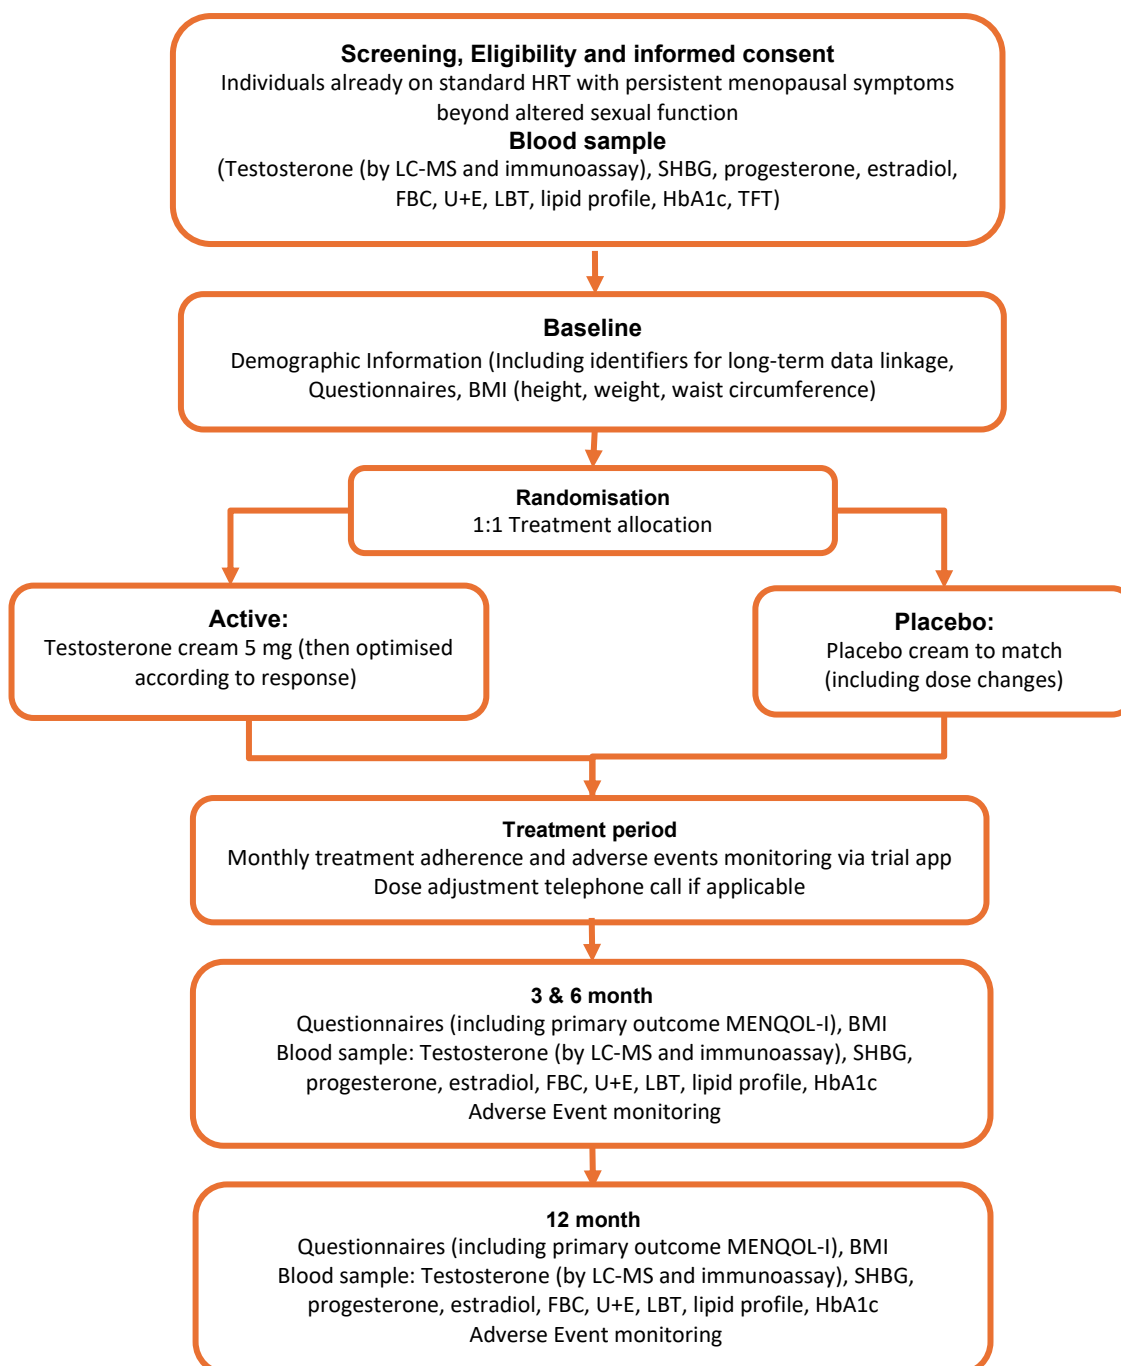 Screening, Eligibility and informed consent
Individuals already on standard HRT with persistent menopausal symptoms
beyond altered sexual function
Blood sample
(Testosterone (by LC-MS and immunoassay), SHBG, progesterone, estradiol,
FBC, U+E, LBT, lipid profile, HbA1c, TFT)
Baseline
Demographic Information (Including identifiers for long-term data linkage,
Questionnaires, BMI (height, weight, waist circumference)
Randomisation
1:1 Treatment allocation
Active:
Testosterone cream 5 mg (then optimised
according to response)
Placebo:
Placebo cream to match
(including dose changes)
Treatment period
Monthly treatment adherence and adverse events monitoring via trial app
Dose adjustment telephone call if applicable
3 & 6 month
Questionnaires (including primary outcome MENQOL-I), BMI
Blood sample: Testosterone (by LC-MS and immunoassay), SHBG,
progesterone, estradiol, FBC, U+E, LBT, lipid profile, HbA1c
Adverse Event monitoring
12 month
Questionnaires (including primary outcome MENQOL-I), BMI
Blood sample: Testosterone (by LC-MS and immunoassay), SHBG,
progesterone, estradiol, FBC, U+E, LBT, lipid profile, HbA1c
Adverse Event monitoring